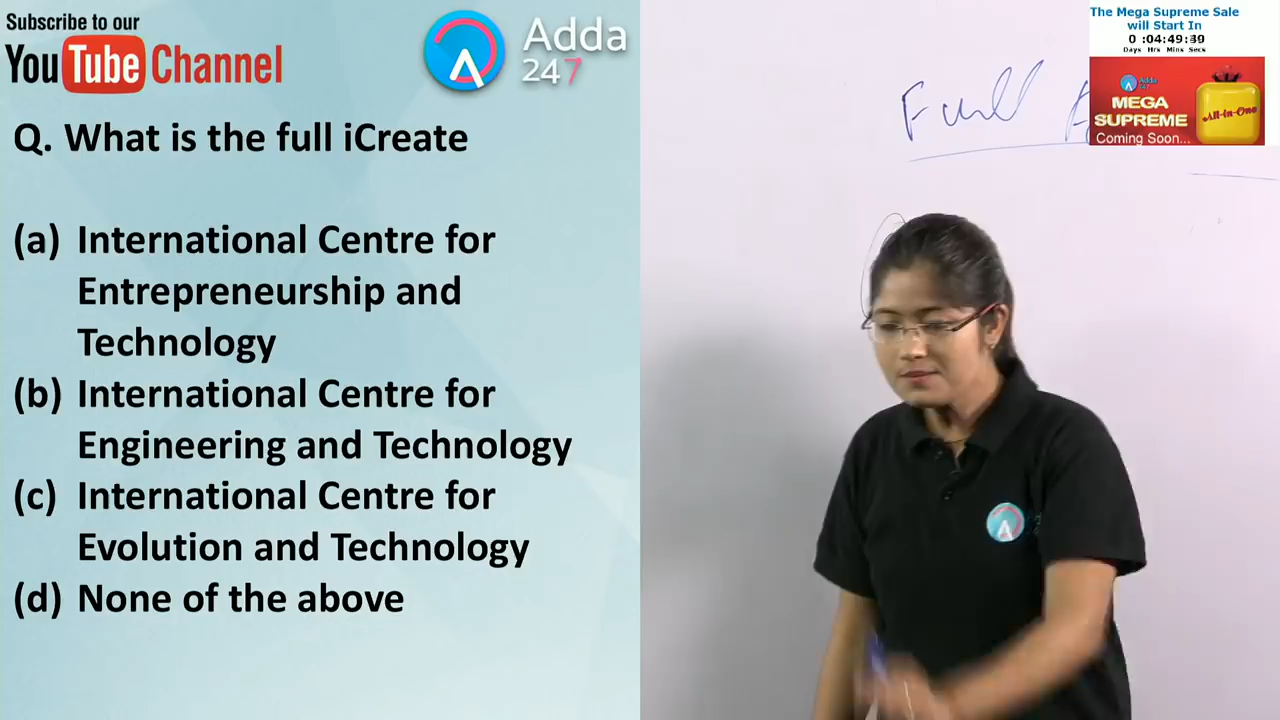 Subscribe to our
YouTube Channel
Adda
247
Q. What is the full iCreate
(a) International Centre for
Entrepreneurship and
Technology
(b) International Centre for
Engineering and Technology
(c) International Centre for
Evolution and Technology
(d) None of the above
Full
The Mega Supreme Sale
will Start In
0 :04:49:
Days Hrs Mins Secs
Adda
247
MEGA
SUPREME
Coming Soon...
All-in-One